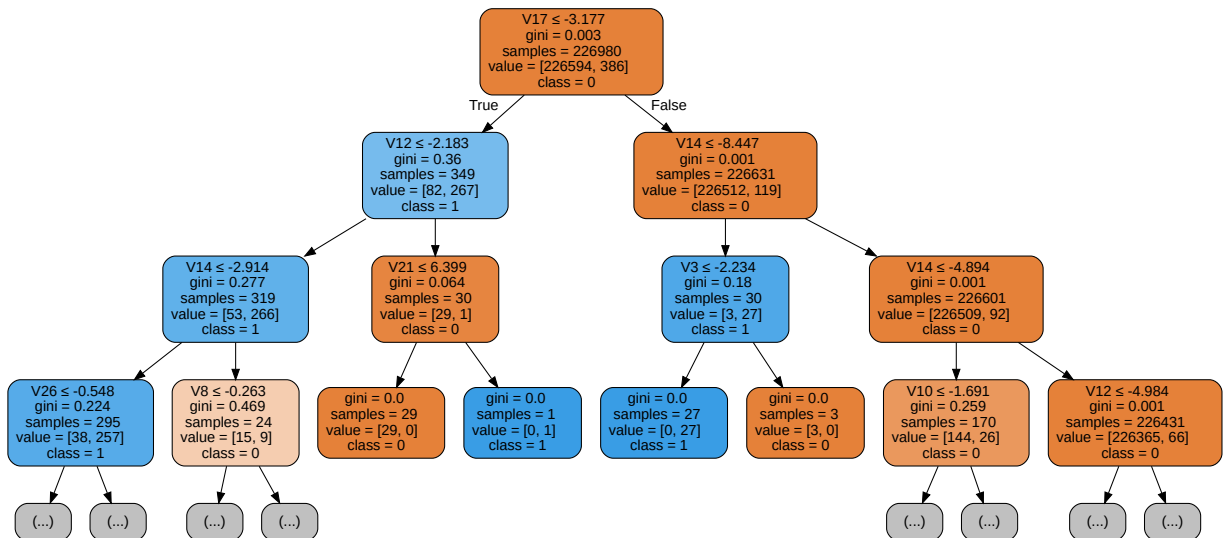 V17 ≤ -3.177
gini = 0.003
samples = 226980
value = [226594, 386]
class = 0
True
False
V12 ≤ -2.183
gini = 0.36
samples = 349
value = [82, 267]
class = 1
V14 ≤ -8.447
gini = 0.001
samples = 226631
value = [226512, 119]
class = 0
V14 ≤ -2.914
gini = 0.277
samples = 319
value = [53, 266]
class = 1
V21 ≤ 6.399
gini = 0.064
samples = 30
value = [29, 1]
class = 0
V3 ≤ -2.234
gini = 0.18
samples = 30
value = [3, 27]
class = 1
V14 ≤ -4.894
gini = 0.001
samples = 226601
value = [226509, 92]
class = 0
V26 ≤ -0.548
gini = 0.224
samples = 295
value = [38, 257]
class = 1
V8 ≤ -0.263
gini = 0.469
samples = 24
value = [15, 9]
class = 0
gini = 0.0
samples = 29
value = [29, 0]
class = 0
gini = 0.0
samples = 1
value = [0, 1]
class = 1
gini = 0.0
samples = 27
value = [0, 27]
class = 1
gini = 0.0
samples = 3
value = [3, 0]
class = 0
V10 ≤ -1.691
gini = 0.259
samples = 170
value = [144, 26]
class = 0
V12 ≤ -4.984
gini = 0.001
samples = 226431
value = [226365, 66]
class = 0
(...)
(...)
(...)
(...)
(...)
(...)
(...)
(...)